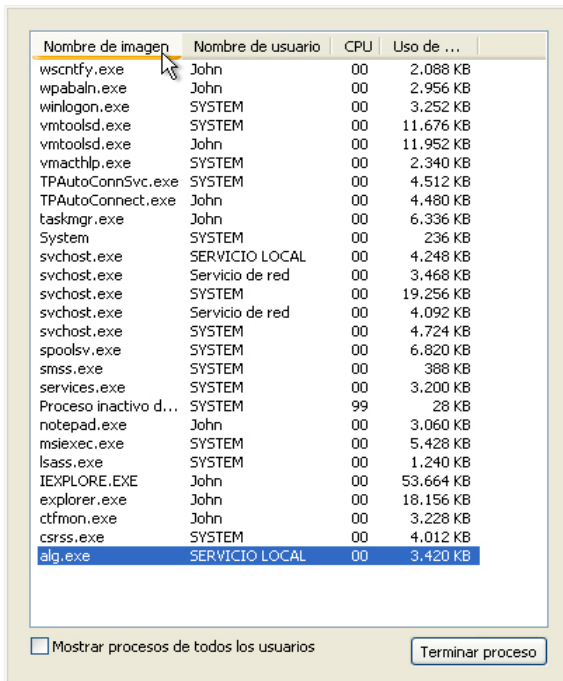 Nombre de imagen Nombre de usuario CPU Uso de ...
wscntfy.exe John 00 2.088 KB
wpabaln.exe John 00 2.956 KB
winlogon.exe SYSTEM 00 3.252 KB
vmtoolsd.exe SYSTEM 00 11.676 KB
vmtoolsd.exe John 00 11.952 KB
vmacthlp.exe SYSTEM 00 2.340 KB
TPAutoConnSvc.exe SYSTEM 00 4.512 KB
TPAutoConnect.exe John 00 4.480 KB
taskmgr.exe John 00 6.336 KB
System SYSTEM 00 236 KB
svchost.exe SERVICIO LOCAL 00 4.248 KB
svchost.exe Servicio de red 00 3.468 KB
svchost.exe SYSTEM 00 19.256 KB
svchost.exe Servicio de red 00 4.092 KB
svchost.exe SYSTEM 00 4.724 KB
spoolsv.exe SYSTEM 00 6.820 KB
smss.exe SYSTEM 00 388 KB
services.exe SYSTEM 00 3.200 KB
Proceso inactivo d... SYSTEM 99 28 KB
notepad.exe John 00 3.060 KB
msiexec.exe SYSTEM 00 5.428 KB
lsass.exe SYSTEM 00 1.240 KB
IEXPLORE.EXE John 00 53.664 KB
explorer.exe John 00 18.156 KB
ctfmon.exe John 00 3.228 KB
csrss.exe SYSTEM 00 4.012 KB
alg.exe SERVICIO LOCAL 00 3.420 KB
Mostrar procesos de todos los usuarios Terminar proceso